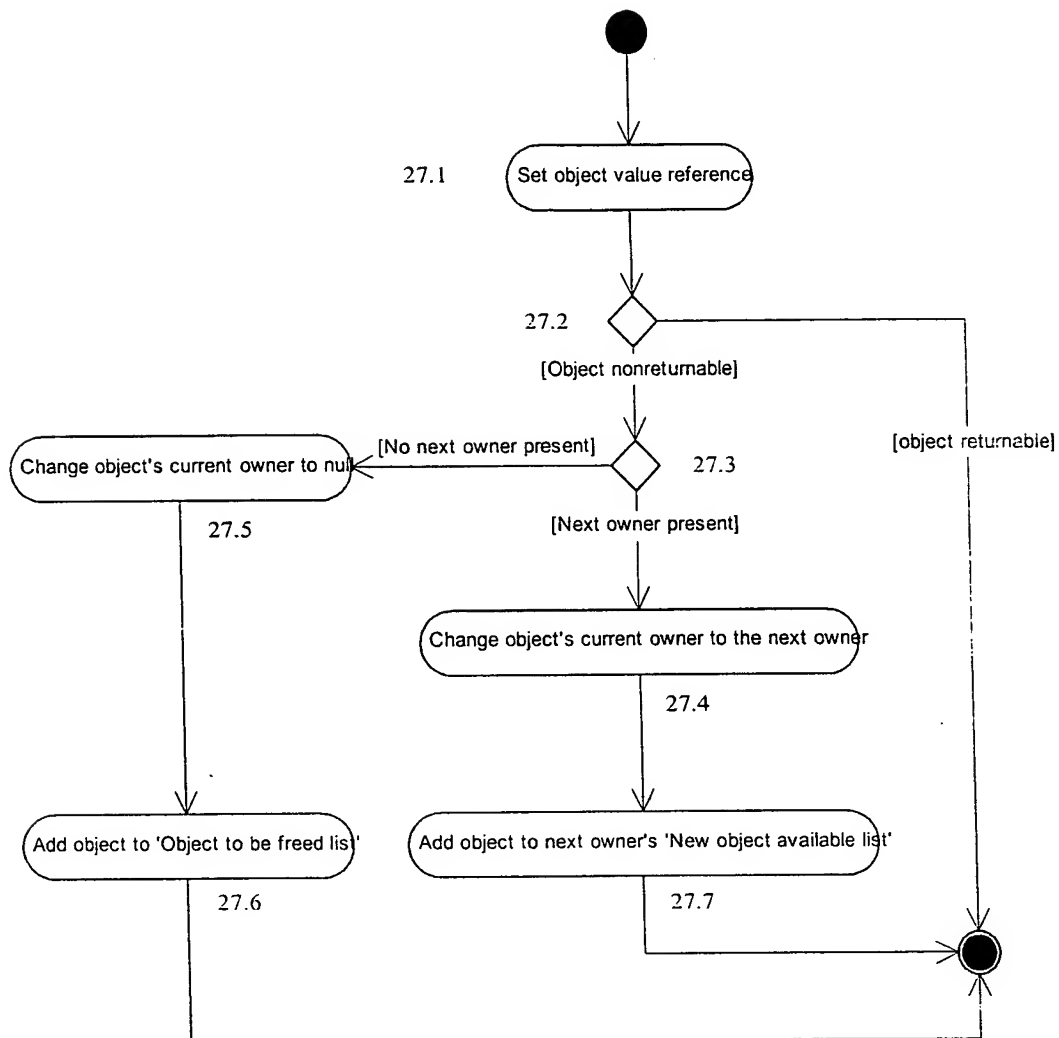 27.1
Set object value reference
27.2
[Object nonreturnable]
[No next owner present]
[object returnable]
Change object's current owner to null
27.3
27.5
[Next owner present]
Change object's current owner to the next owner
27.4
Add object to 'Object to be freed list'
Add object to next owner's 'New object available list'
27.6
27.7